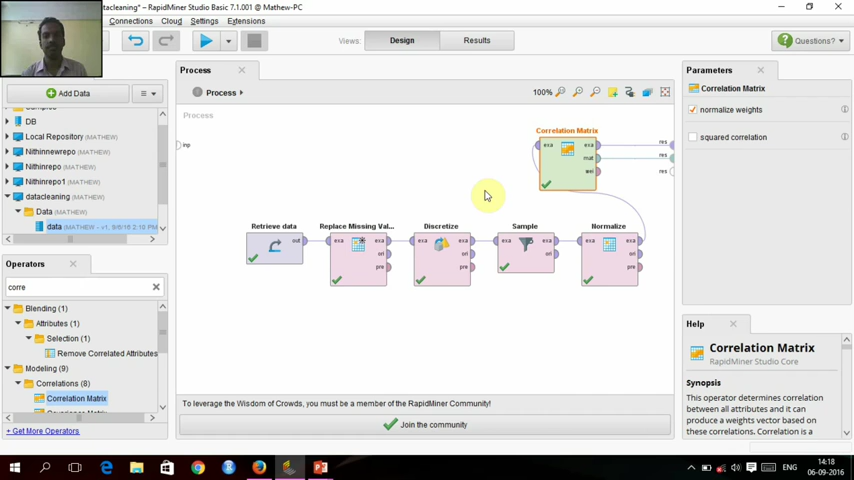 datacleaning* – RapidMiner Studio Basic 7.1.001 @ Mathew-PC
Connections Cloud Settings Extensions
Views: Design Results Questions?
Add Data
DB
Local Repository (MATHEW)
Nithinnewrepo (MATHEW)
Nithinrepo (MATHEW)
Nithinrepo1 (MATHEW)
datacleaning (MATHEW)
Data (MATHEW)
data (MATHEW - v1, 9/6/16 2:10 PM
Operators
corre
Blending (1)
Attributes (1)
Selection (1)
Remove Correlated Attributes
Modeling (9)
Correlations (8)
Correlation Matrix
Get More Operators
Process
Process
100%
Process
inp
Correlation Matrix
exa exa
mat
wei
res
res
res
Retrieve data
out
Replace Missing Val...
exa exa
ori
pre
Discretize
exa exa
ori
pre
Sample
exa exa
ori
Normalize
exa exa
ori
pre
To leverage the Wisdom of Crowds, you must be a member of the RapidMiner Community!
Join the community
Parameters
Correlation Matrix
normalize weights
squared correlation
Help
Correlation Matrix
RapidMiner Studio Core
Synopsis
This operator determines correlation
between all attributes and it can
produce a weights vector based on
these correlations. Correlation is a
ENG
14:18
06-09-2016